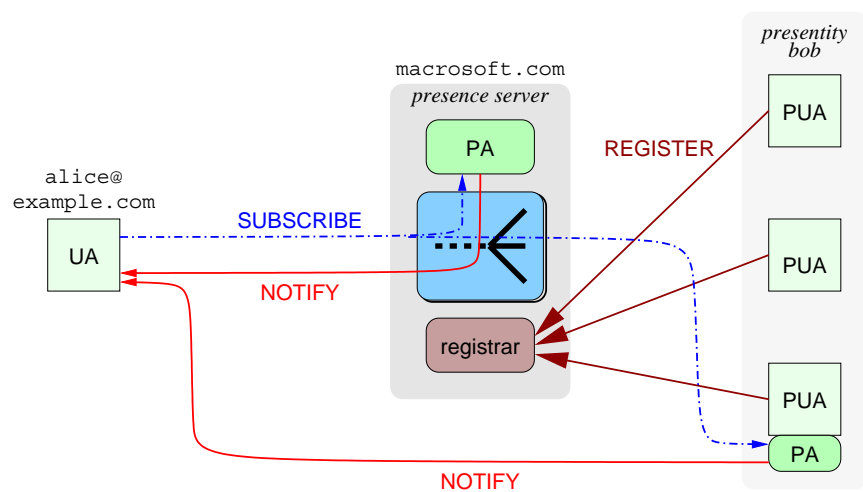 presentity
bob
macrosoft.com
presence server
PUA
PA
REGISTER
alice@
example.com
SUBSCRIBE
UA
PUA
NOTIFY
registrar
PUA
PA
NOTIFY